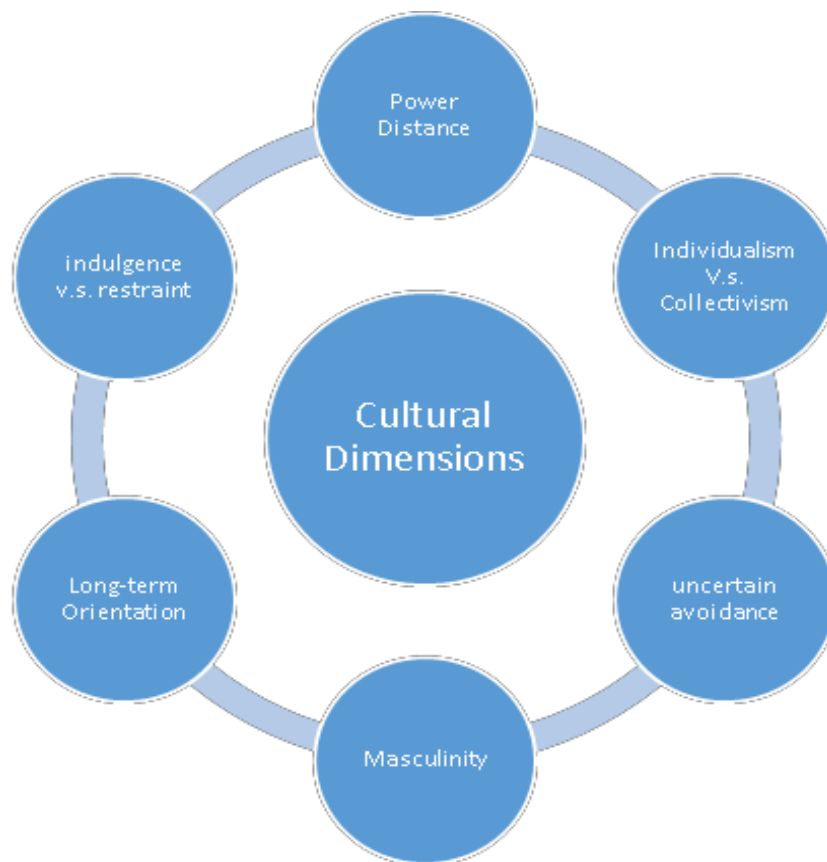 Power
Distance
Individualism
V.s.
Collectivism
uncertain
avoidance
Masculinity
Long-term
Orientation
indulgence
v.s. restraint
Cultural
Dimensions